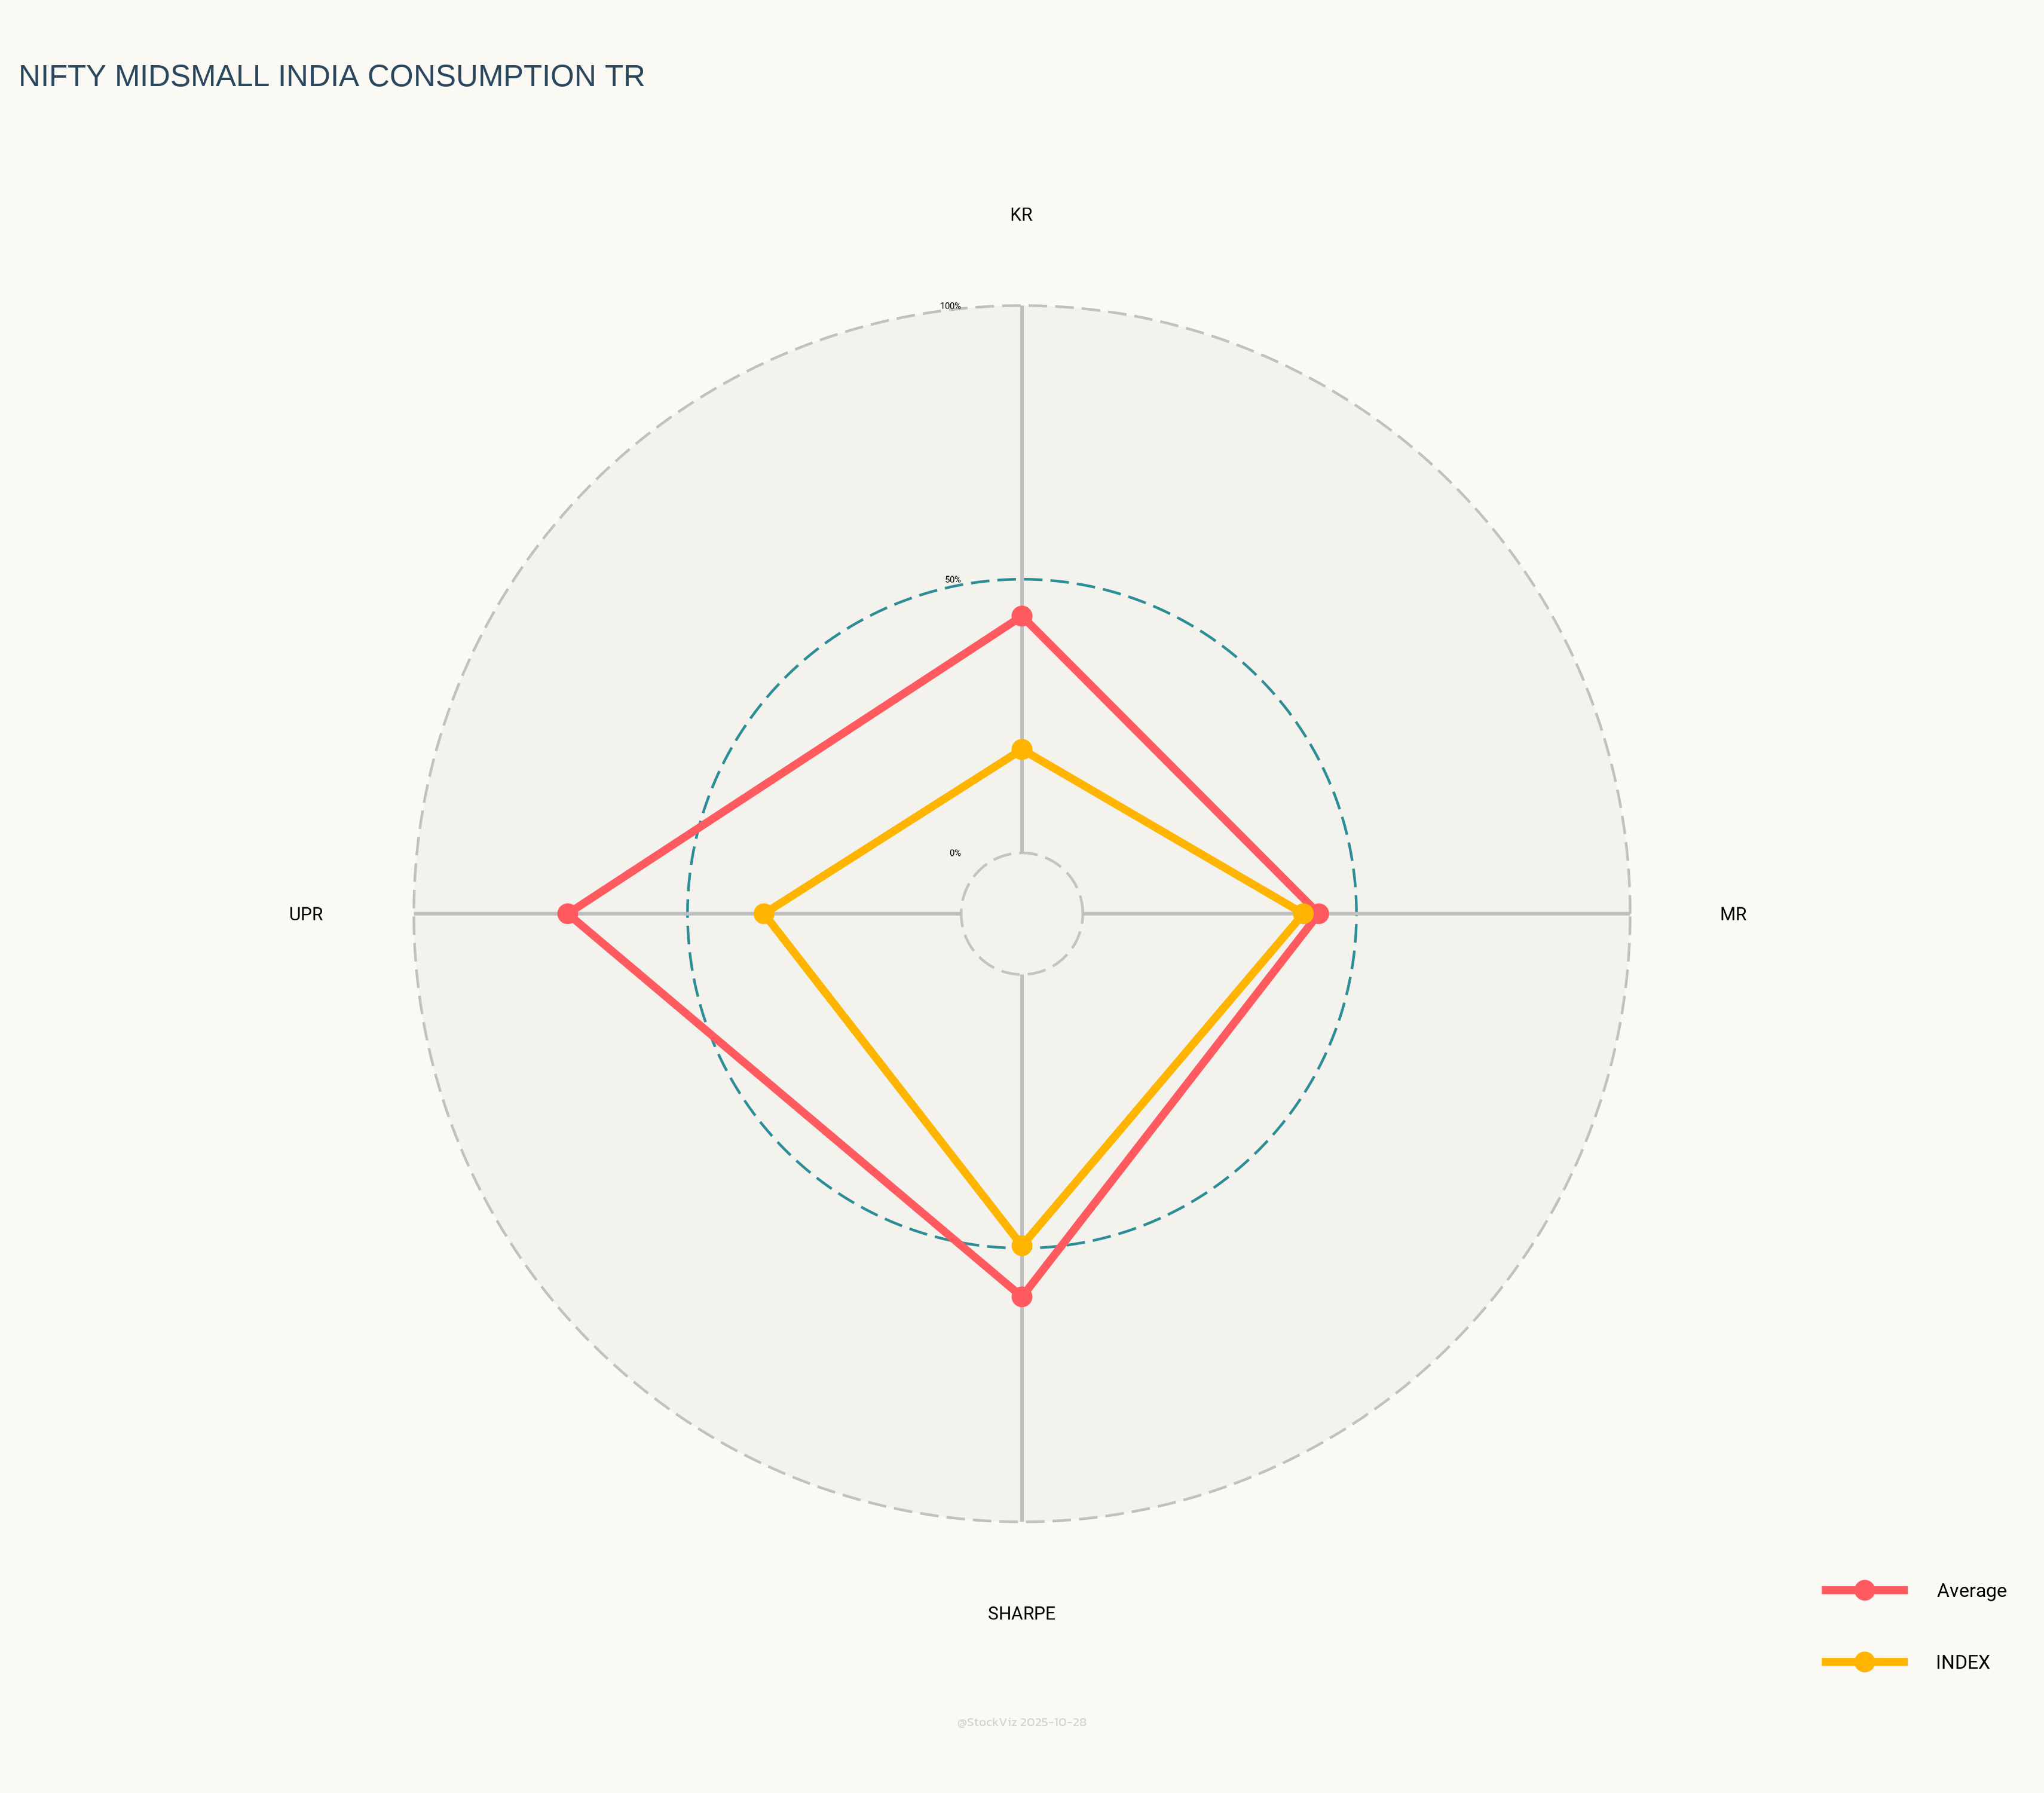 NIFTY MIDSMALL INDIA CONSUMPTION TR
KR
100%
50%
0%
UPR
MR
SHARPE
Average
INDEX
@StockViz 2025-10-28